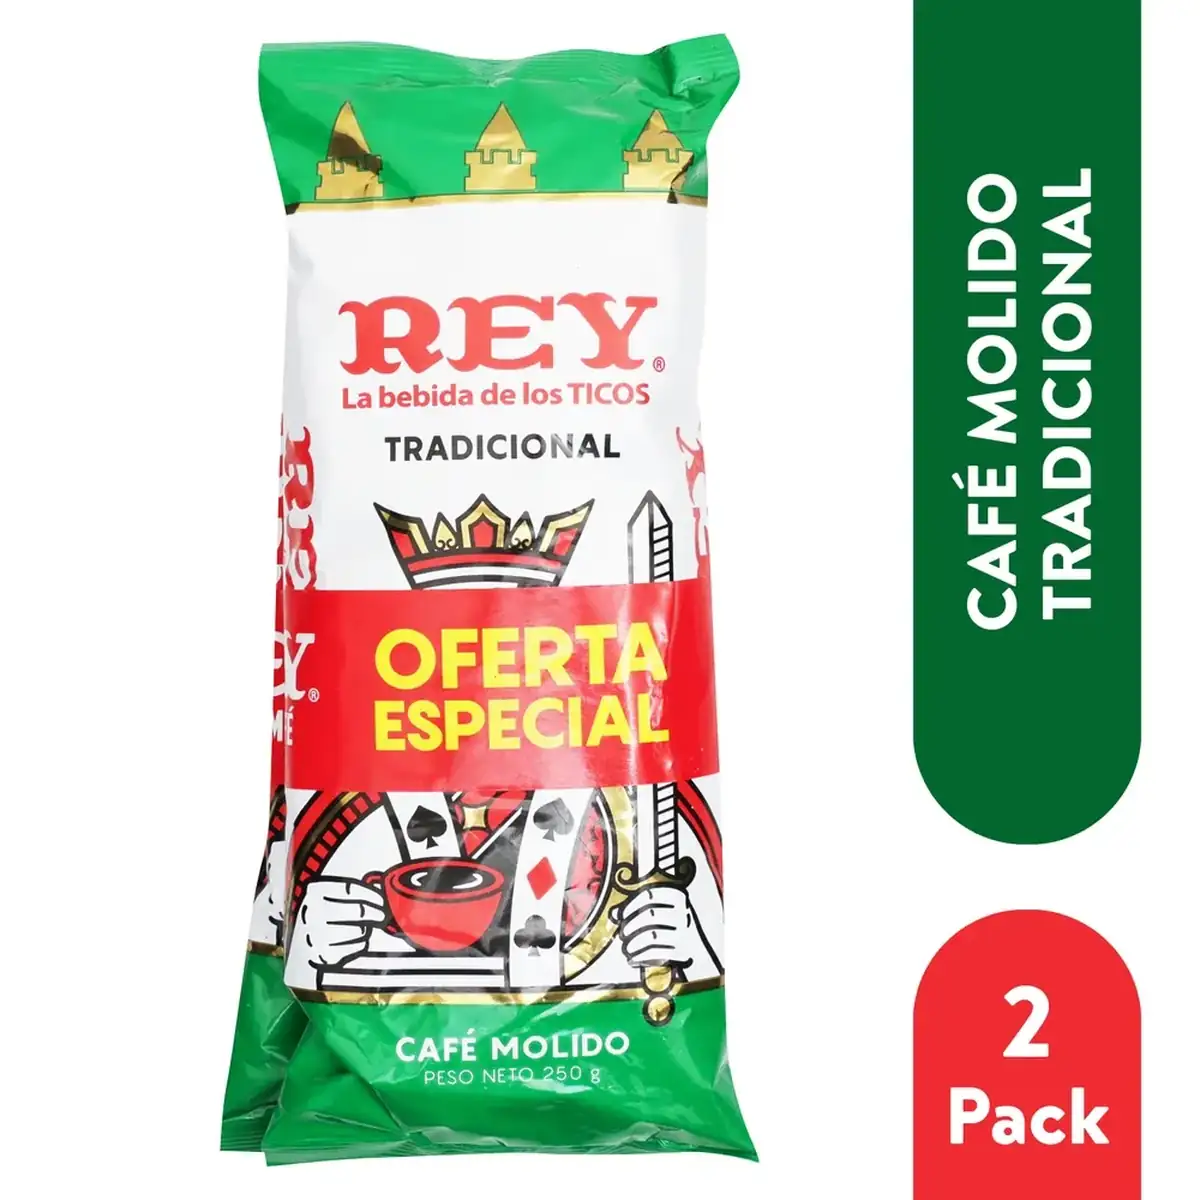 REY®
La bebida de los TICOS
TRADICIONAL
OFERTA
ESPECIAL
CAFÉ MOLIDO
PESO NETO 250 g
CAFÉ MOLIDO
TRADICIONAL
2
Pack